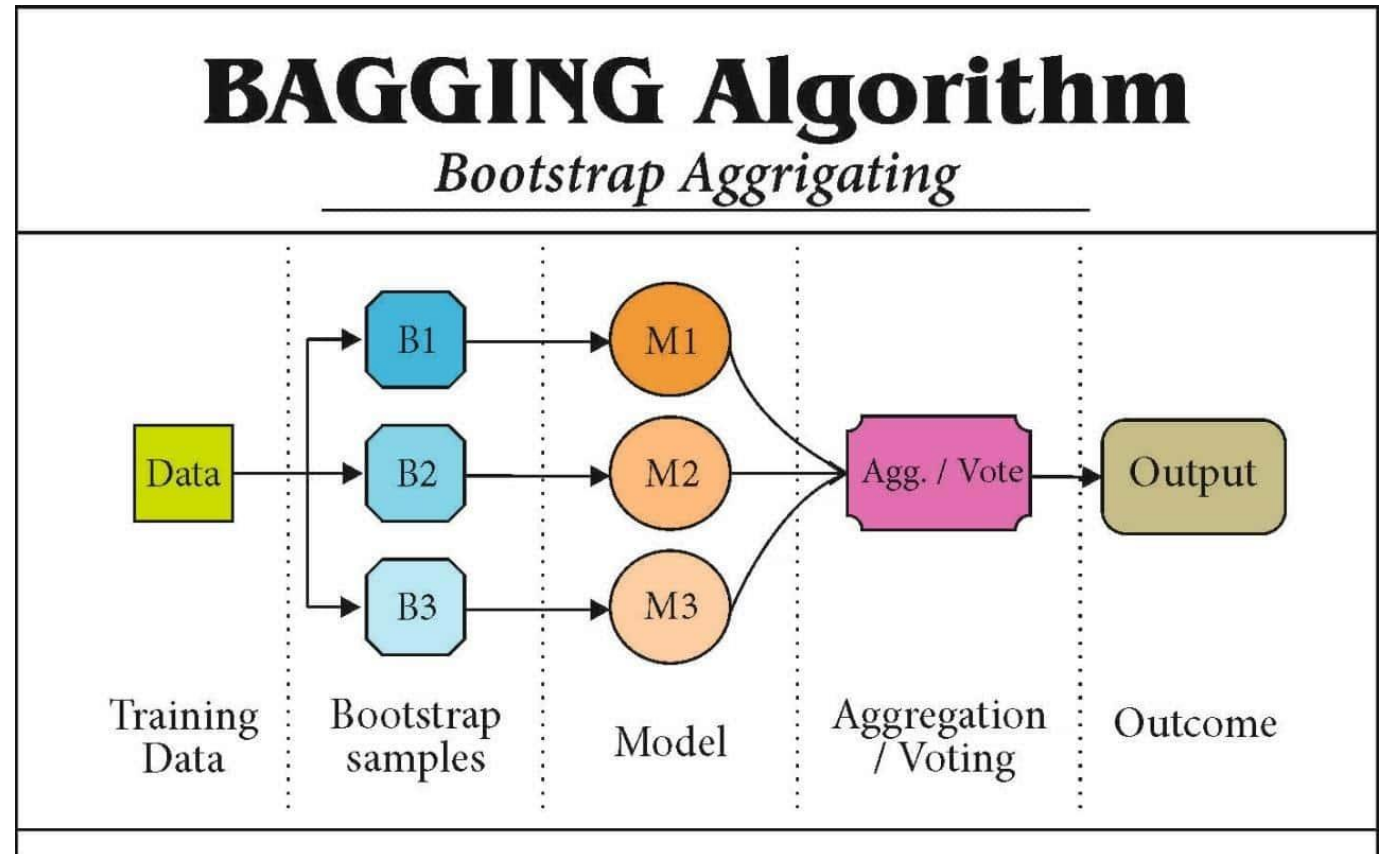 BAGGING Algorithm
Bootstrap Aggrigating
B1
M1
Data
B2
M2
Agg. / Vote
Output
B3
M3
Training
Data
Bootstrap
samples
Model
Aggregation
/ Voting
Outcome